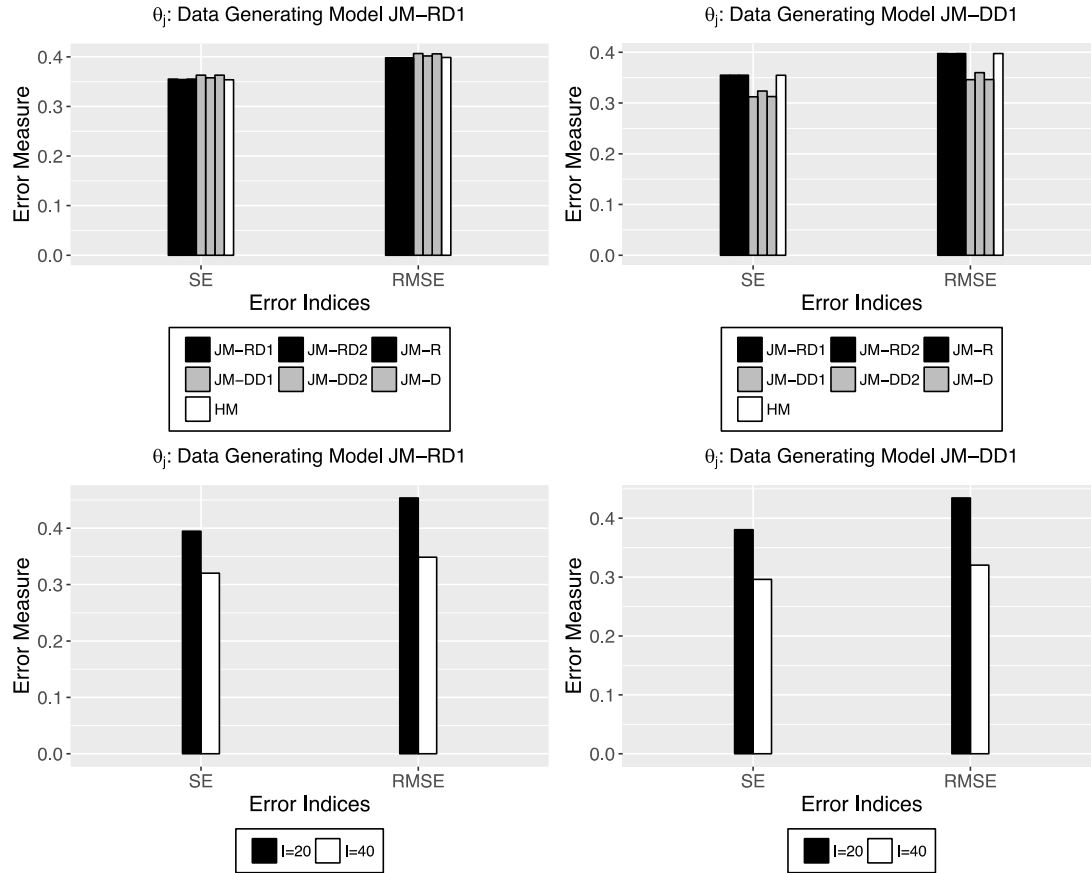 θj: Data Generating Model JM−RD1
Error Measure
0.4
0.3
0.2
0.1
0.0
SE
RMSE
Error Indices
JM−RD1 JM−RD2 JM−R
JM−DD1 JM−DD2 JM−D
HM
θj: Data Generating Model JM−DD1
Error Measure
0.4
0.3
0.2
0.1
0.0
SE
RMSE
Error Indices
JM−RD1 JM−RD2 JM−R
JM−DD1 JM−DD2 JM−D
HM
θj: Data Generating Model JM−RD1
Error Measure
0.4
0.3
0.2
0.1
0.0
SE
RMSE
Error Indices
I=20 I=40
θj: Data Generating Model JM−DD1
Error Measure
0.4
0.3
0.2
0.1
0.0
SE
RMSE
Error Indices
I=20 I=40